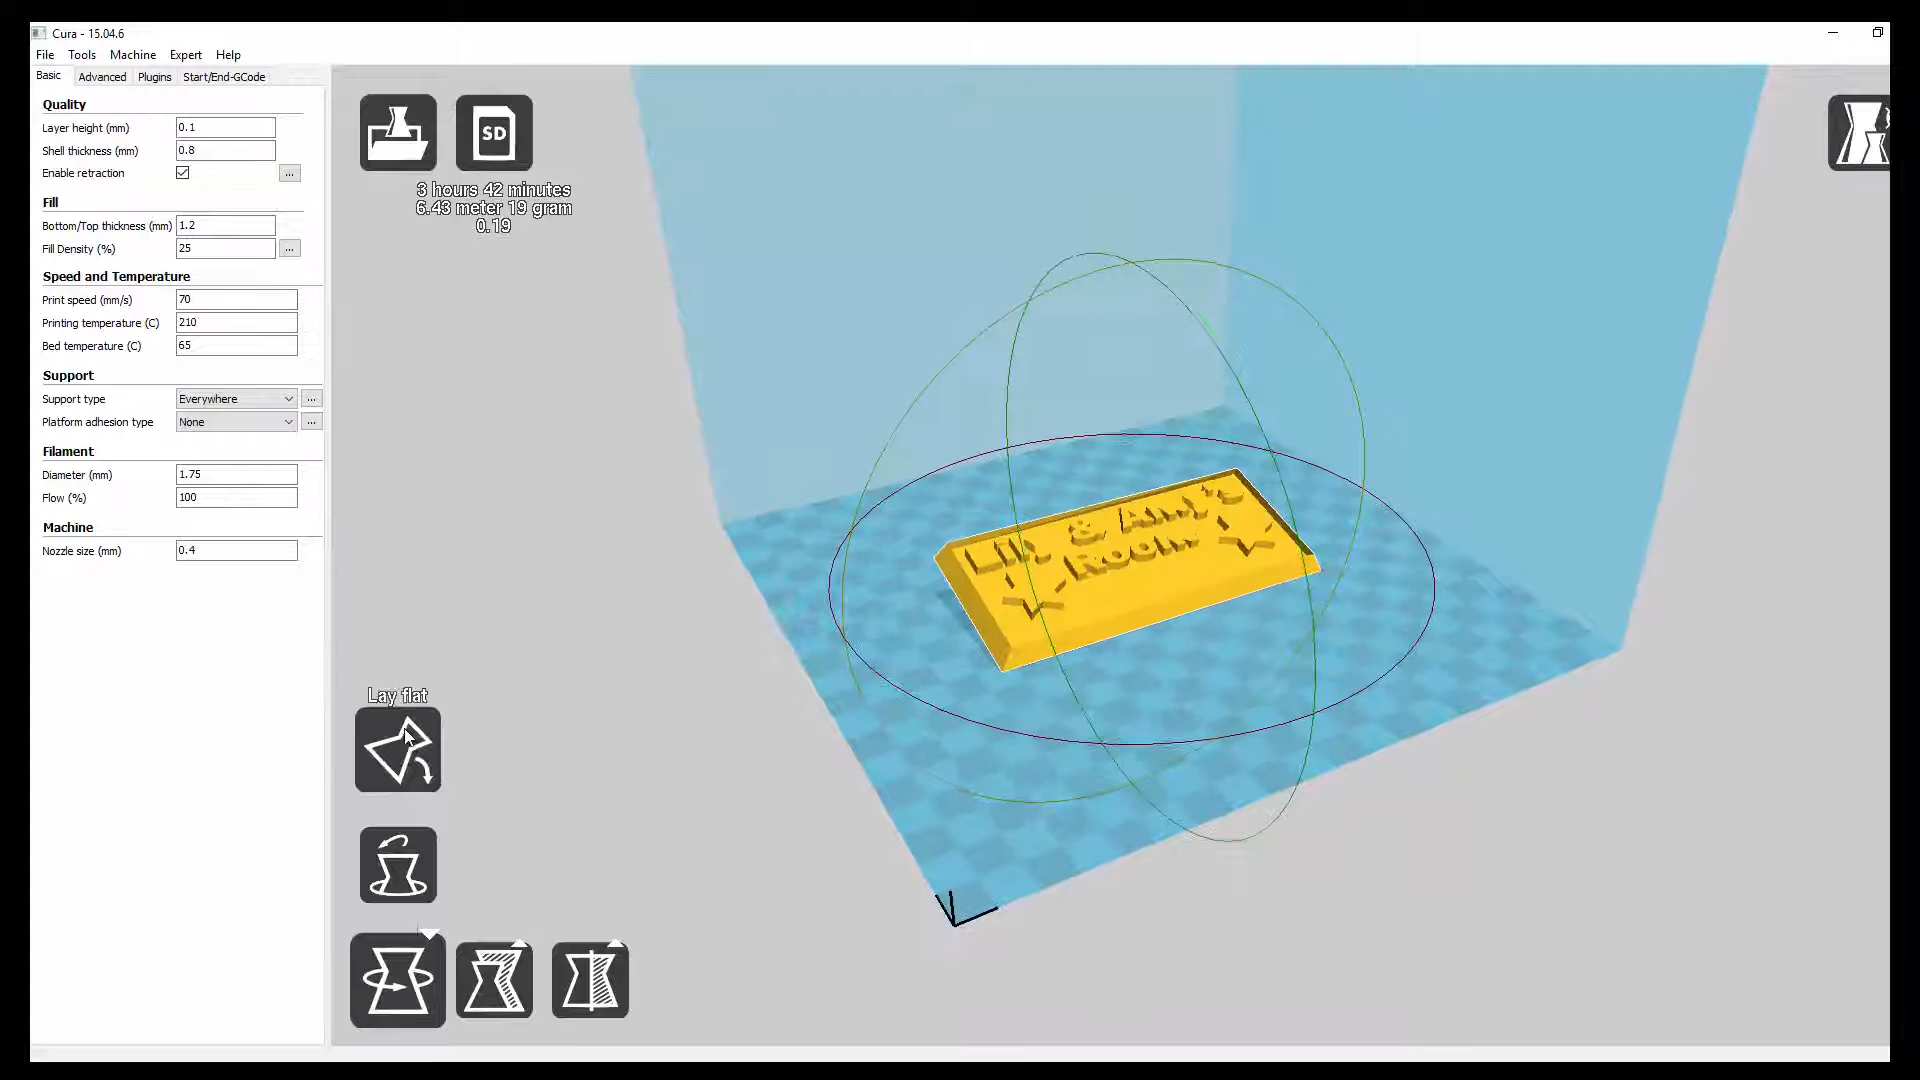 Cura - 15.04.6
File Tools Machine Expert Help
Basic Advanced Plugins Start/End-GCode
Quality
Layer height (mm) 0.1
Shell thickness (mm) 0.8
Enable retraction ...
Fill
Bottom/Top thickness (mm) 1.2
Fill Density (%) 25 ...
Speed and Temperature
Print speed (mm/s) 70
Printing temperature (C) 210
Bed temperature (C) 65
Support
Support type Everywhere ...
Platform adhesion type None ...
Filament
Diameter (mm) 1.75
Flow (%) 100
Machine
Nozzle size (mm) 0.4
SD
3 hours 42 minutes
6.43 meter 19 gram
0.19
& Amy's
Room
Lay flat